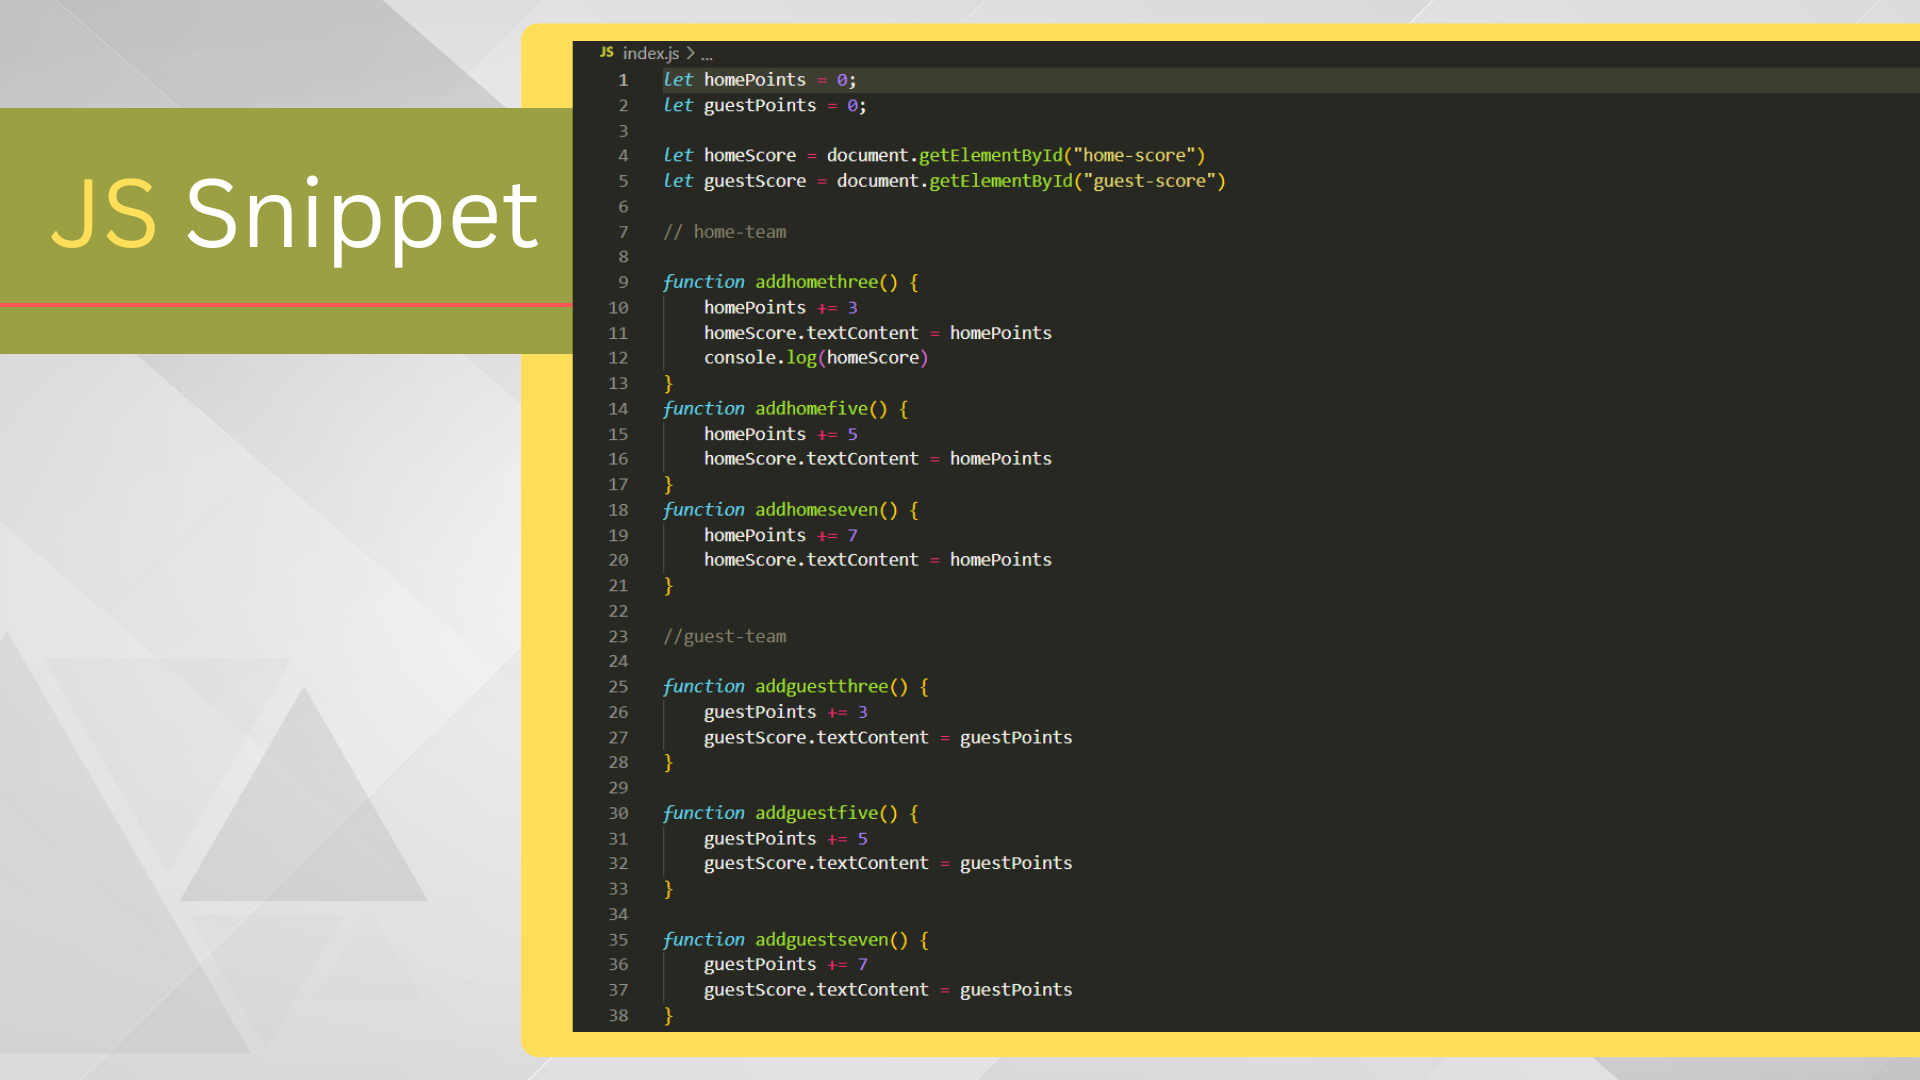 JS Snippet
JS index.js > ...
1 let homePoints = 0;
2 let guestPoints = 0;
3
4 let homeScore = document.getElementById("home-score")
5 let guestScore = document.getElementById("guest-score")
6
7 // home-team
8
9 function addhomethree() {
10 homePoints += 3
11 homeScore.textContent = homePoints
12 console.log(homeScore)
13 }
14 function addhomefive() {
15 homePoints += 5
16 homeScore.textContent = homePoints
17 }
18 function addhomeseven() {
19 homePoints += 7
20 homeScore.textContent = homePoints
21 }
22
23 //guest-team
24
25 function addguestthree() {
26 guestPoints += 3
27 guestScore.textContent = guestPoints
28 }
29
30 function addguestfive() {
31 guestPoints += 5
32 guestScore.textContent = guestPoints
33 }
34
35 function addguestseven() {
36 guestPoints += 7
37 guestScore.textContent = guestPoints
38 }